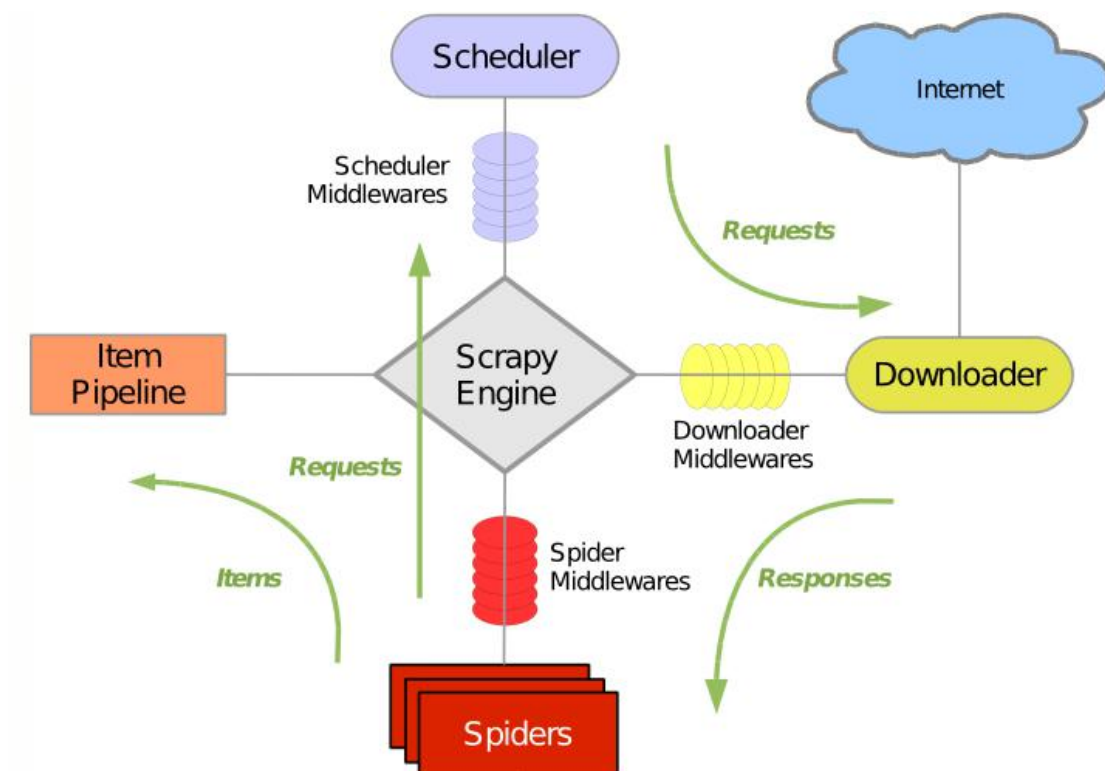 Scheduler
Internet
Scheduler
Middlewares
Requests
Item
Pipeline
Scrapy
Engine
Downloader
Downloader
Middlewares
Requests
Items
Spider
Middlewares
Responses
Spiders